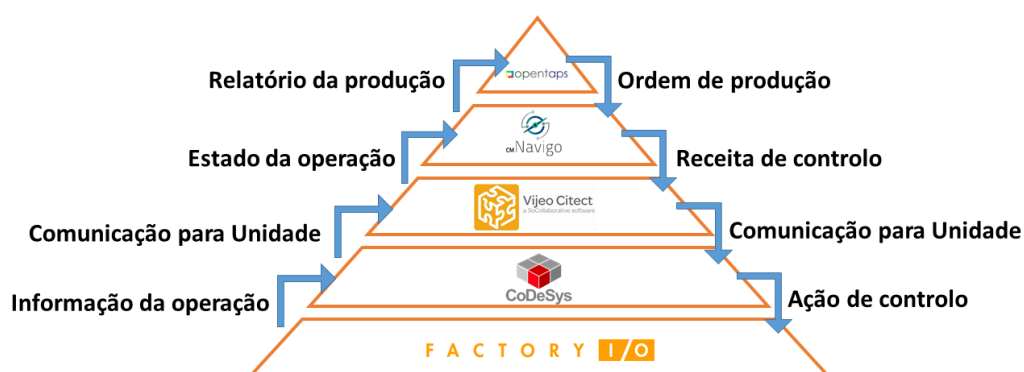 opentaps
Relatório da produção
Ordem de produção
CM Navigo
Estado da operação
Receita de controlo
Vijeo Citect
a SoCollaborative software
Comunicação para Unidade
Comunicação para Unidade
CoDeSys
Informação da operação
Ação de controlo
FACTORY I/O